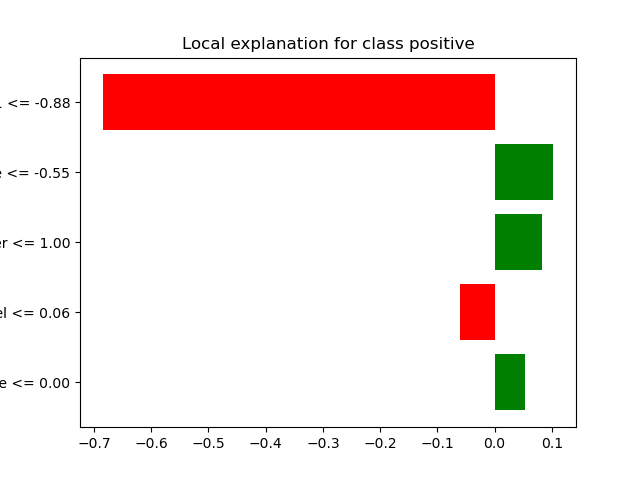 Local explanation for class positive
<= -0.88
e <= -0.55
er <= 1.00
el <= 0.06
e <= 0.00
−0.7 −0.6 −0.5 −0.4 −0.3 −0.2 −0.1 0.0 0.1